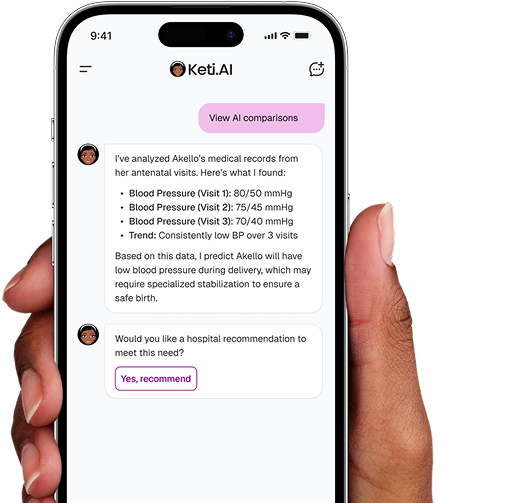 9:41
Keti.AI
View AI comparisons
I've analyzed Akello's medical records from
her antenatal visits. Here's what I found:
• Blood Pressure (Visit 1): 80/50 mmHg
• Blood Pressure (Visit 2): 75/45 mmHg
• Blood Pressure (Visit 3): 70/40 mmHg
• Trend: Consistently low BP over 3 visits
Based on this data, I predict Akello will have
low blood pressure during delivery, which may
require specialized stabilization to ensure a
safe birth.
Would you like a hospital recommendation to
meet this need?
Yes, recommend